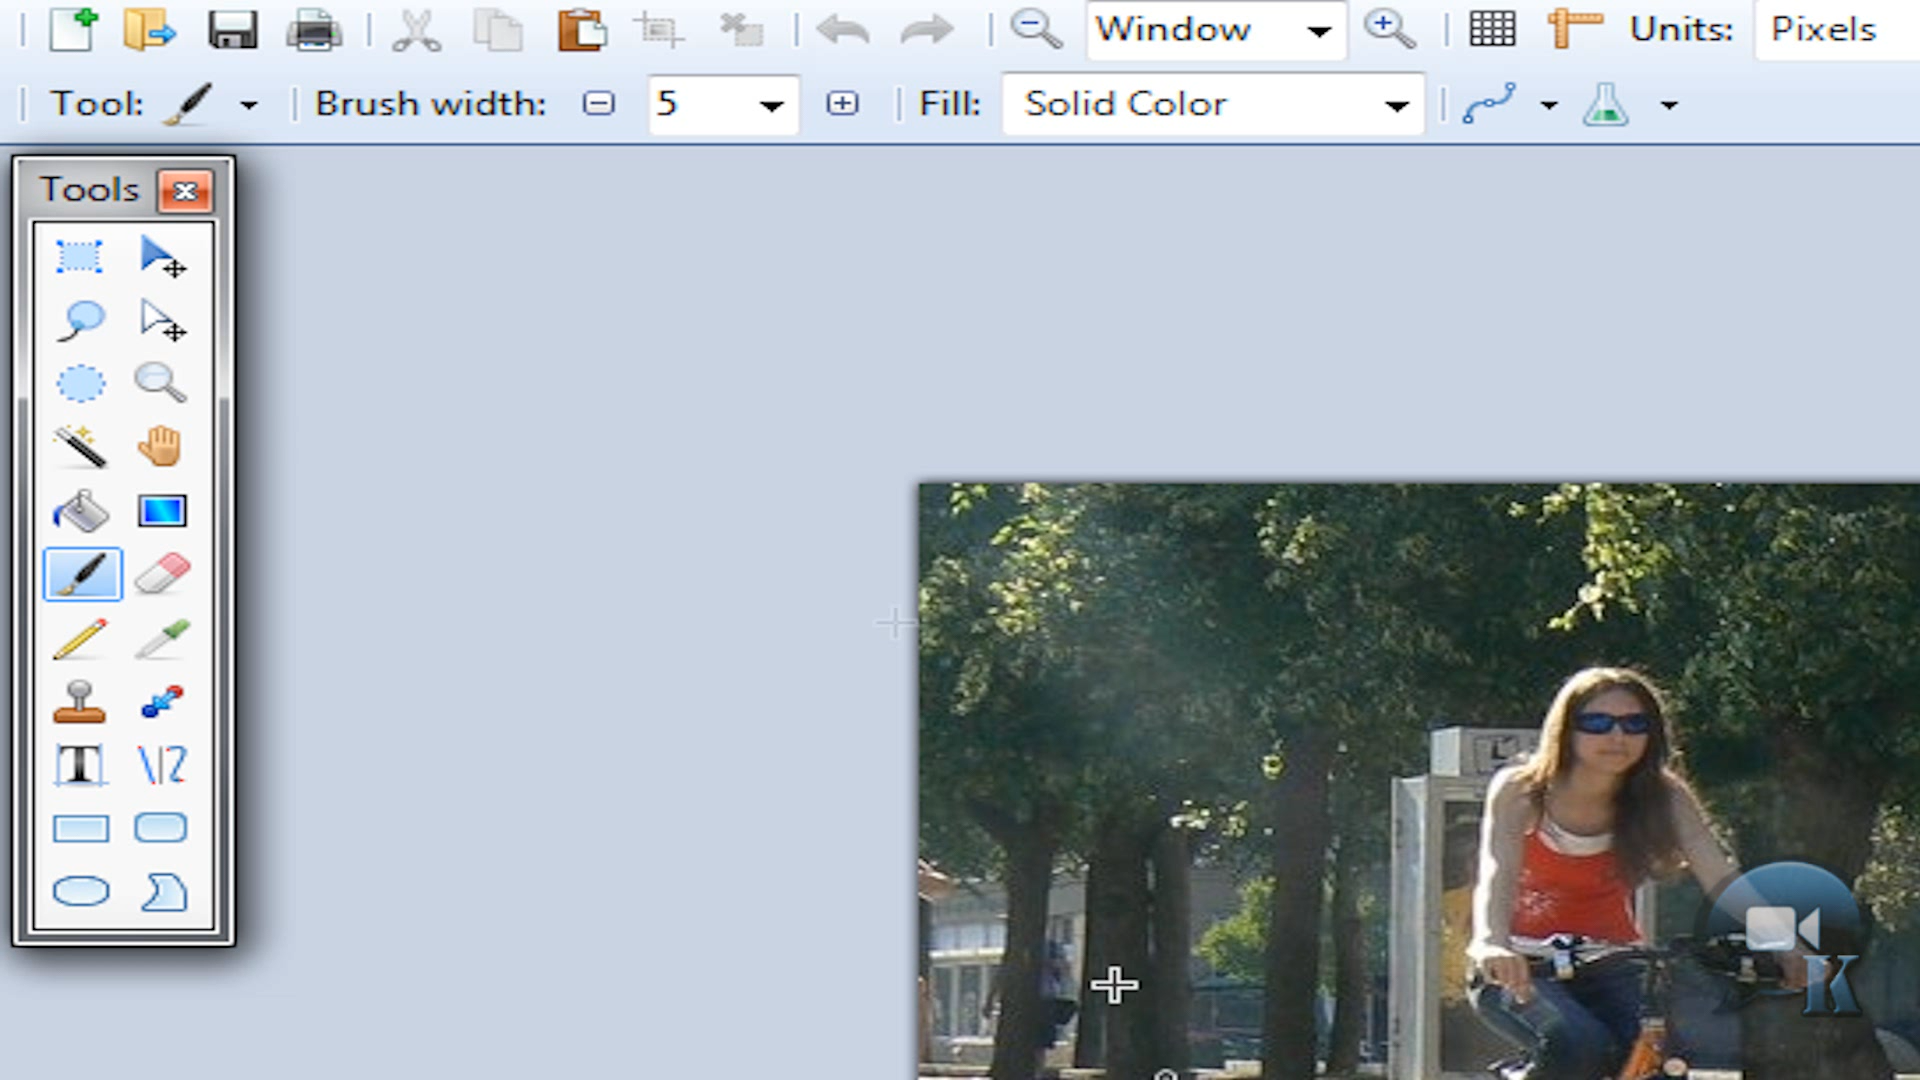 Window
Units: Pixels
Tool:
Brush width: 5
Fill: Solid Color
Tools
T
K